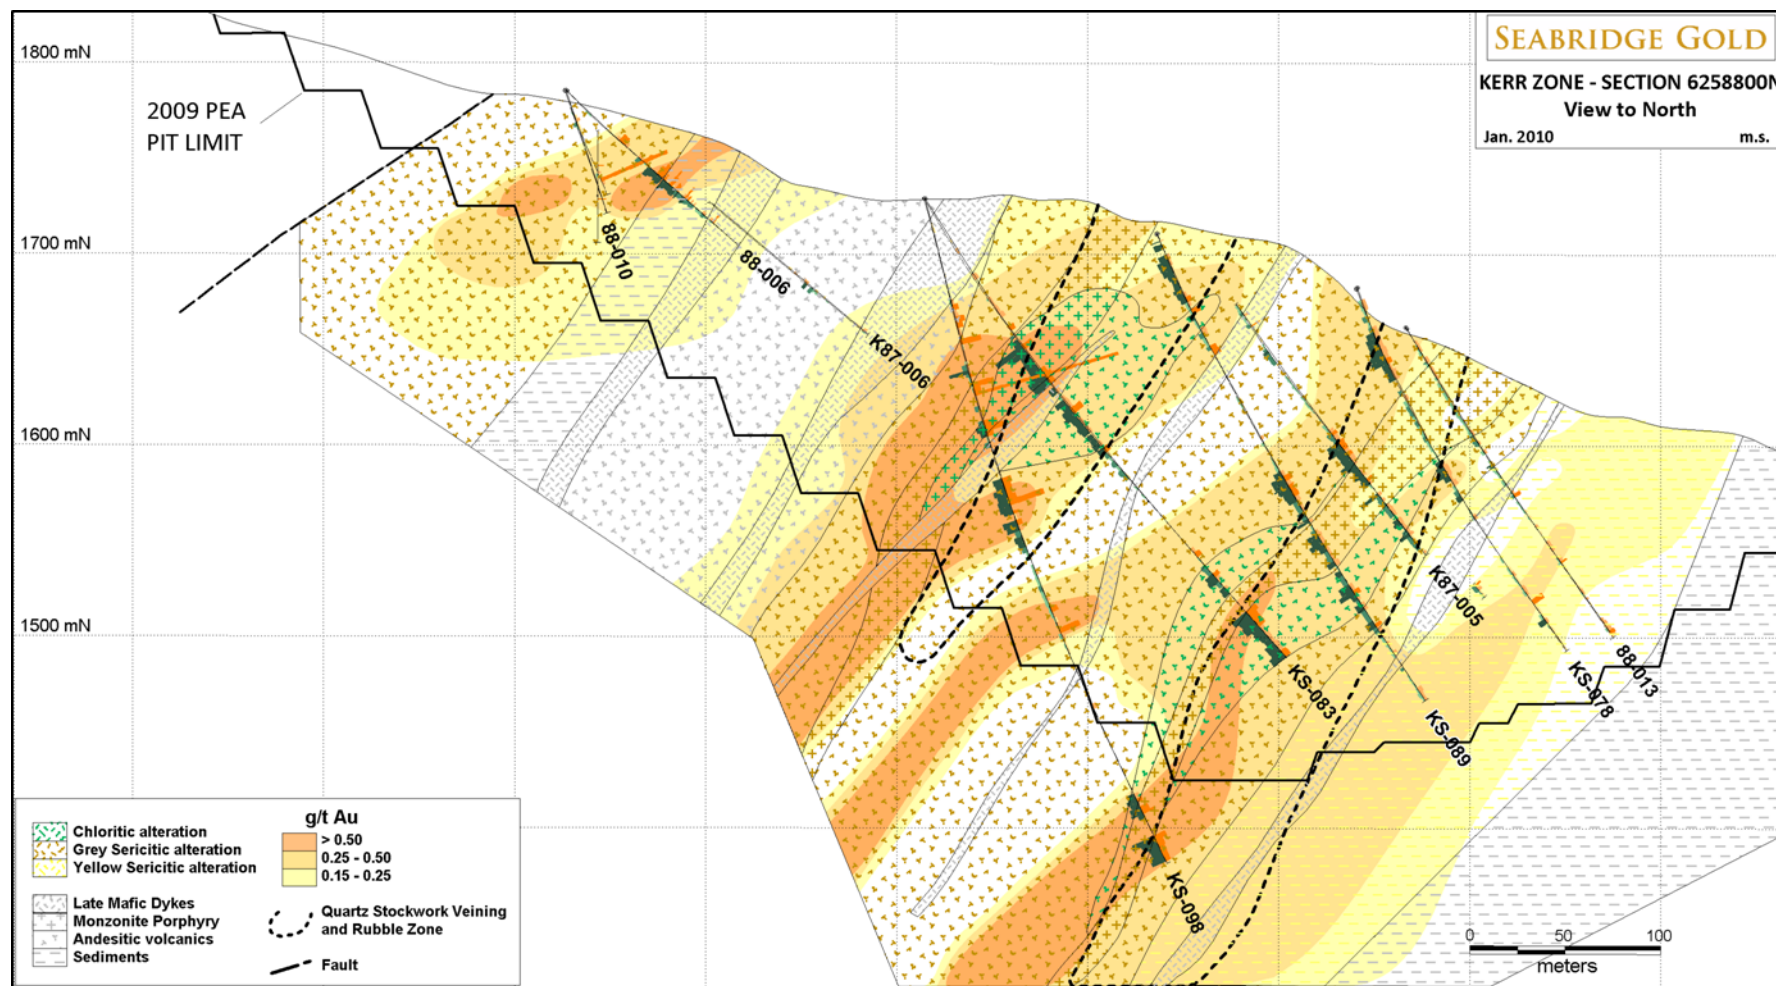 SEABRIDGE GOLD
KERR ZONE - SECTION 6258800N
View to North
Jan. 2010 m.s.
1800 mN
2009 PEA
PIT LIMIT
1700 mN
1600 mN
1500 mN
88-010
88-006
K87-006
K87-005
KS-083
88-013
KS-078
KS-089
KS-098
Chloritic alteration
Grey Sericitic alteration
Yellow Sericitic alteration
Late Mafic Dykes
Monzonite Porphyry
Andesitic volcanics
Sediments
g/t Au
> 0.50
0.25 - 0.50
0.15 - 0.25
Quartz Stockwork Veining
and Rubble Zone
Fault
0 50 100
meters